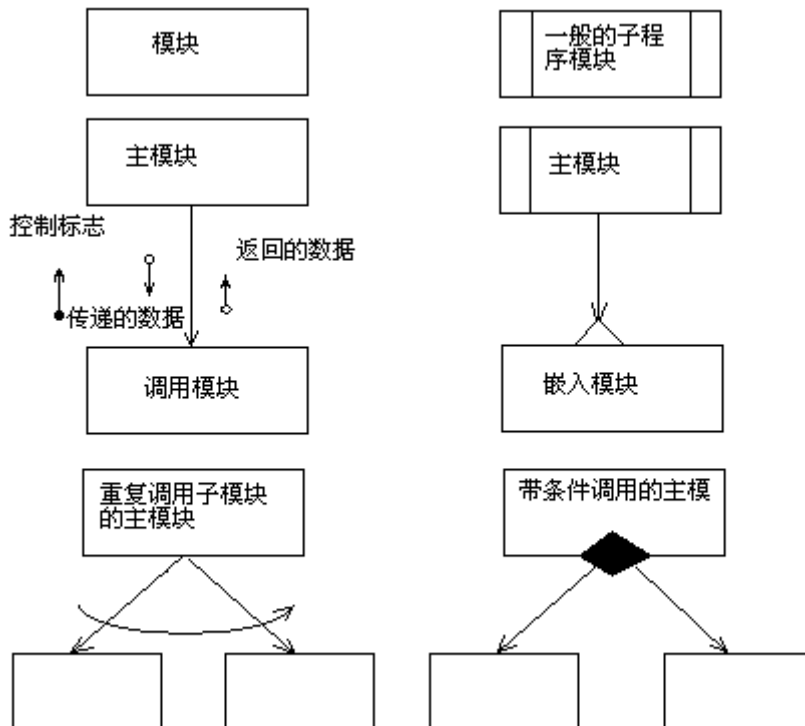 模块
一般的子程
序模块
主模块
主模块
控制标志
返回的数据
传递的数据
调用模块
嵌入模块
重复调用子模块
的主模块
带条件调用的主模